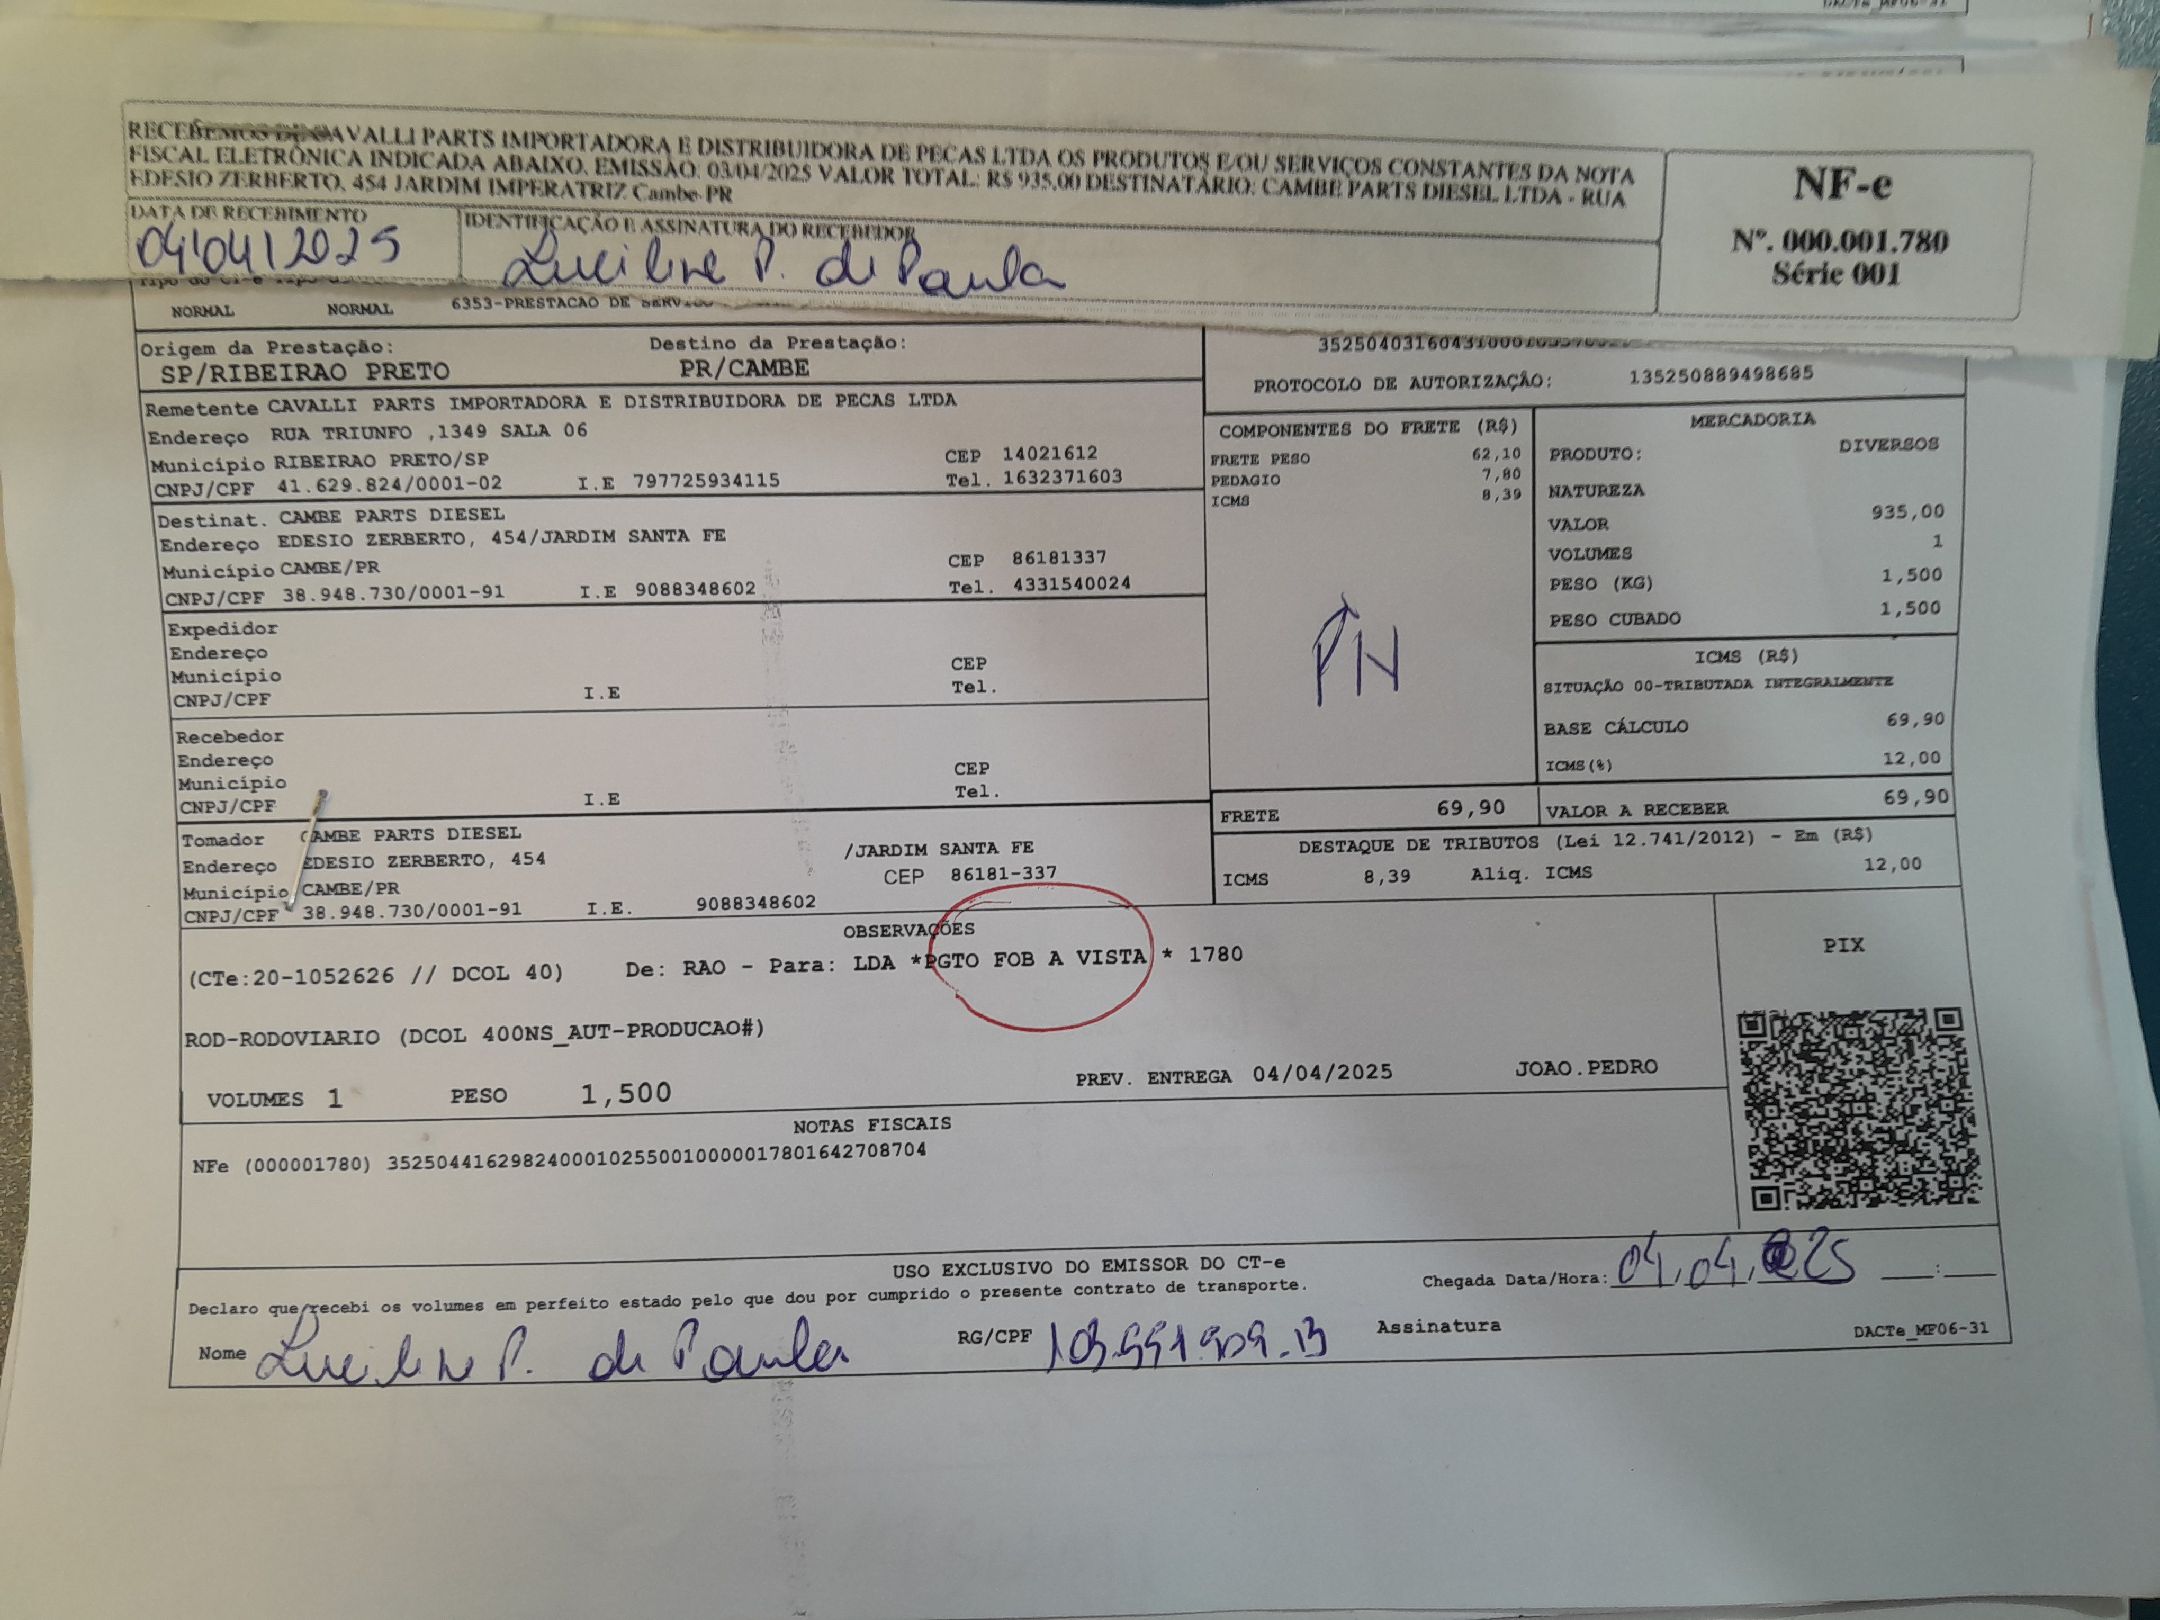 RECEBEMOS DE CAVALLI PARTS IMPORTADORA E DISTRIBUIDORA DE PECAS LTDA OS PRODUTOS E/OU SERVIÇOS CONSTANTES DA NOTA
FISCAL ELETRÔNICA INDICADA ABAIXO. EMISSÃO: 03/04/2025 VALOR TOTAL: R$ 935,00 DESTINATÁRIO: CAMBE PARTS DIESEL LTDA - RUA
EDESIO ZERBERTO, 454 JARDIM IMPERATRIZ Cambe-PR
NF-e
Nº. 000.001.780
Série 001
DATA DE RECEBIMENTO
04/04/2025
IDENTIFICAÇÃO E ASSINATURA DO RECEBEDOR
Lucilene P. de Paula
NORMAL NORMAL 6353-PRESTACAO DE
Origem da Prestação: Destino da Prestação:
SP/RIBEIRAO PRETO PR/CAMBE
PROTOCOLO DE AUTORIZAÇÃO: 135250889498685
Remetente CAVALLI PARTS IMPORTADORA E DISTRIBUIDORA DE PECAS LTDA
Endereço RUA TRIUNFO ,1349 SALA 06
Município RIBEIRAO PRETO/SP CEP 14021612
CNPJ/CPF 41.629.824/0001-02 I.E 797725934115 Tel. 1632371603
Destinat. CAMBE PARTS DIESEL
Endereço EDESIO ZERBERTO, 454/JARDIM SANTA FE
Município CAMBE/PR CEP 86181337
CNPJ/CPF 38.948.730/0001-91 I.E 9088348602 Tel. 4331540024
Expedidor
Endereço
Município CEP
CNPJ/CPF I.E Tel.
Recebedor
Endereço
Município CEP
CNPJ/CPF I.E Tel.
Tomador CAMBE PARTS DIESEL
Endereço EDESIO ZERBERTO, 454 /JARDIM SANTA FE
Município CAMBE/PR CEP 86181-337
CNPJ/CPF 38.948.730/0001-91 I.E. 9088348602
COMPONENTES DO FRETE (R$)
FRETE PESO 62,10
PEDAGIO 7,80
ICMS 8,39
PN
MERCADORIA
PRODUTO: DIVERSOS
NATUREZA
VALOR 935,00
VOLUMES 1
PESO (KG) 1,500
PESO CUBADO 1,500
ICMS (R$)
SITUAÇÃO 00-TRIBUTADA INTEGRALMENTE
BASE CÁLCULO 69,90
ICMS(%) 12,00
FRETE 69,90 VALOR A RECEBER 69,90
DESTAQUE DE TRIBUTOS (Lei 12.741/2012) - Em (R$)
ICMS 8,39 Aliq. ICMS 12,00
OBSERVAÇÕES
(CTe:20-1052626 // DCOL 40) De: RAO - Para: LDA *PGTO FOB A VISTA * 1780
PIX
ROD-RODOVIARIO (DCOL 400NS_AUT-PRODUCAO#)
VOLUMES 1 PESO 1,500 PREV. ENTREGA 04/04/2025 JOAO.PEDRO
NOTAS FISCAIS
NFe (000001780) 35250441629824000102550010000017801642708704
USO EXCLUSIVO DO EMISSOR DO CT-e
Declaro que recebi os volumes em perfeito estado pelo que dou por cumprido o presente contrato de transporte.
Chegada Data/Hora: 04,04,2025 ____:____
Nome Lucilene P. de Paula RG/CPF Assinatura
DACTe_MF06-31